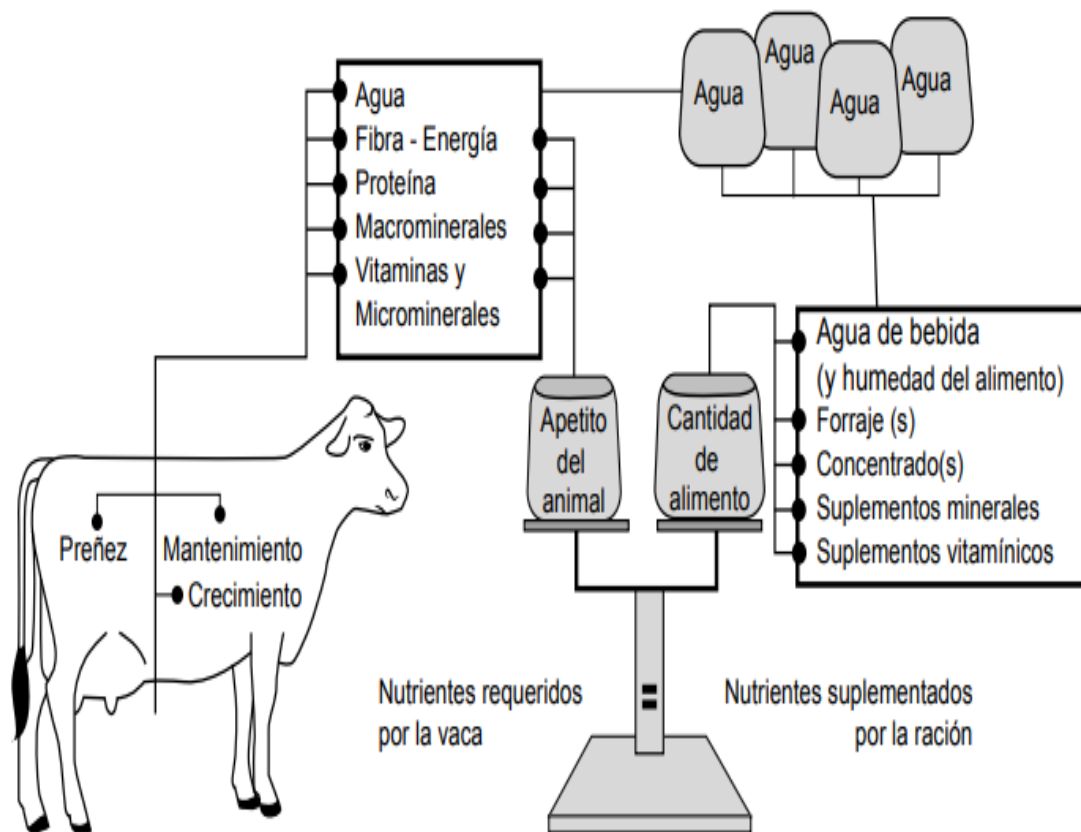 Agua
Fibra - Energía
Proteína
Macrominerales
Vitaminas y
Microminerales
Agua
Agua
Agua
Agua
Agua de bebida
(y humedad del alimento)
Forraje (s)
Concentrado(s)
Suplementos minerales
Suplementos vitamínicos
Apetito
del
animal
Cantidad
de
alimento
Preñez
Mantenimiento
Crecimiento
Nutrientes requeridos
por la vaca
Nutrientes suplementados
por la ración